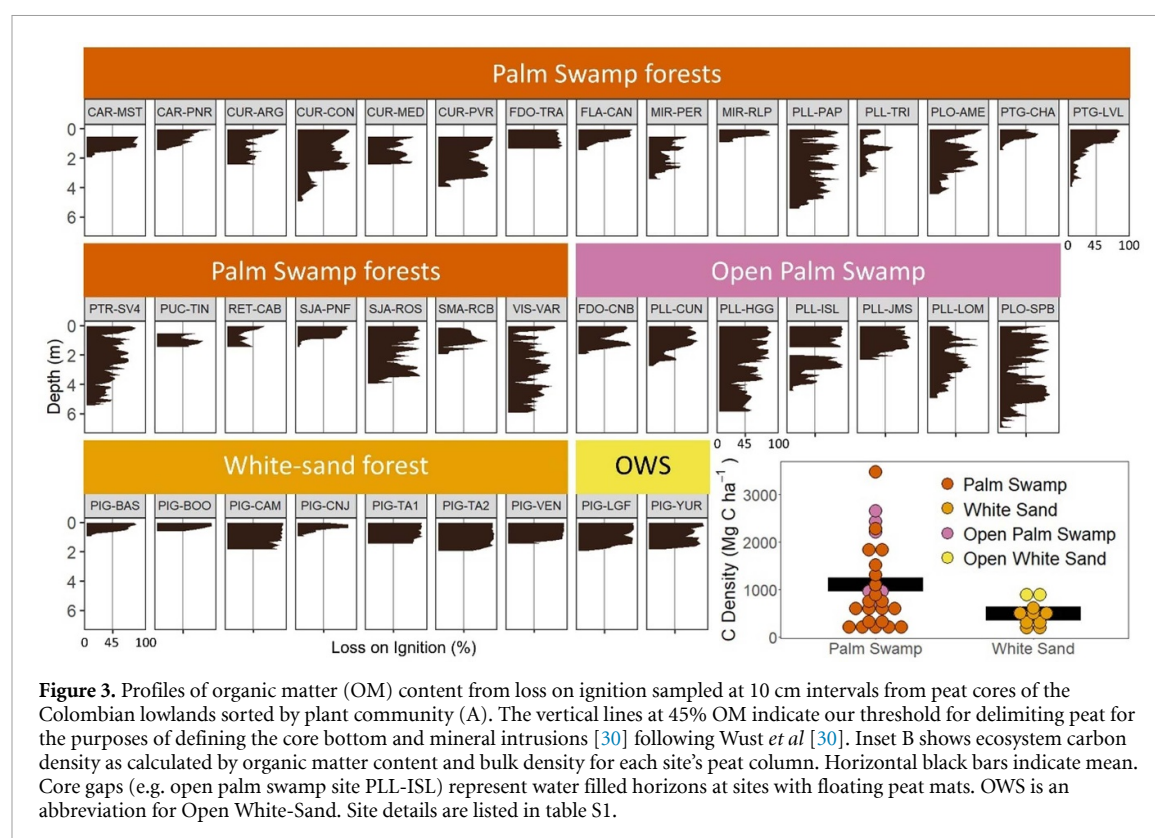 Palm Swamp forests
CAR-MST CAR-PNR CUR-ARG CUR-CON CUR-MED CUR-PVR FDO-TRA FLA-CAN MIR-PER MIR-RLP PLL-PAP PLL-TRI PLO-AME PTG-CHA PTG-LVL
0
2
4
6
0 45 100
Palm Swamp forests Open Palm Swamp
PTR-SV4 PUC-TIN RET-CAB SJA-PNF SJA-ROS SMA-RCB VIS-VAR FDO-CNB PLL-CUN PLL-HGG PLL-ISL PLL-JMS PLL-LOM PLO-SPB
0
2
4
6
Depth (m)
0 45 100
White-sand forest OWS
PIG-BAS PIG-BOO PIG-CAM PIG-CNJ PIG-TA1 PIG-TA2 PIG-VEN PIG-LGF PIG-YUR
0
2
4
6
0 45 100
Loss on Ignition (%)
C Density (Mg C ha⁻¹)
3000
2000
1000
0
Palm Swamp
White Sand
Open Palm Swamp
Open White Sand
Palm Swamp White Sand
Figure 3. Profiles of organic matter (OM) content from loss on ignition sampled at 10 cm intervals from peat cores of the
Colombian lowlands sorted by plant community (A). The vertical lines at 45% OM indicate our threshold for delimiting peat for
the purposes of defining the core bottom and mineral intrusions [30] following Wust et al [30]. Inset B shows ecosystem carbon
density as calculated by organic matter content and bulk density for each site's peat column. Horizontal black bars indicate mean.
Core gaps (e.g. open palm swamp site PLL-ISL) represent water filled horizons at sites with floating peat mats. OWS is an
abbreviation for Open White-Sand. Site details are listed in table S1.